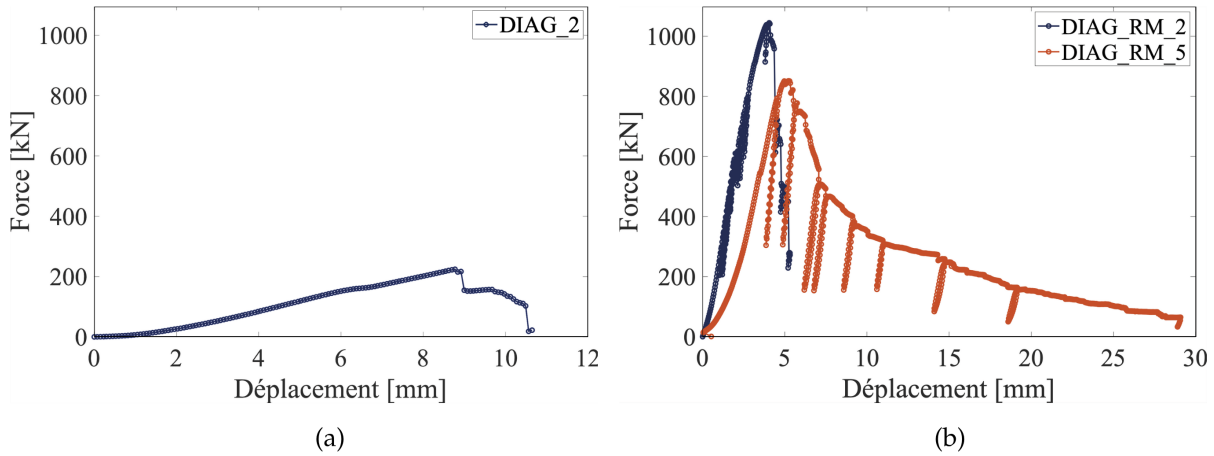 DIAG_2
1000
800
600
400
200
0
Force [kN]
0 2 4 6 8 10 12
Déplacement [mm]
(a)
DIAG_RM_2
DIAG_RM_5
1000
800
600
400
200
0
Force [kN]
0 5 10 15 20 25 30
Déplacement [mm]
(b)